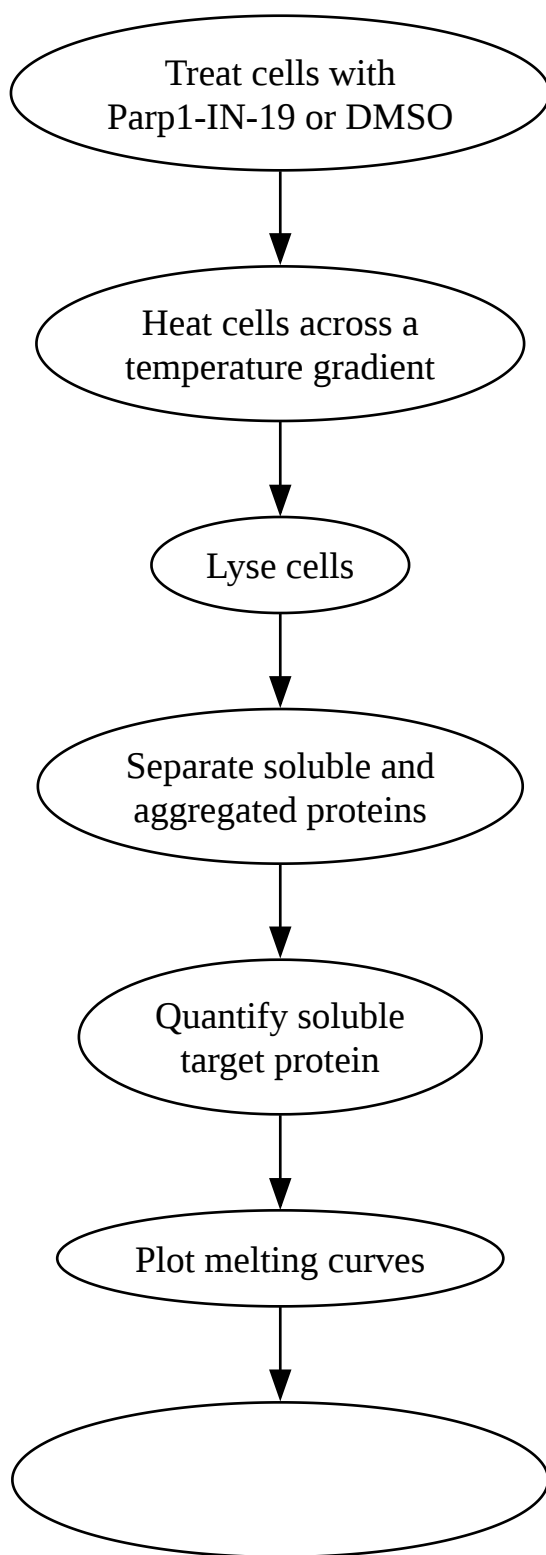 Treat cells with
Parp1-IN-19 or DMSO
Heat cells across a
temperature gradient
Lyse cells
Separate soluble and
aggregated proteins
Quantify soluble
target protein
Plot melting curves